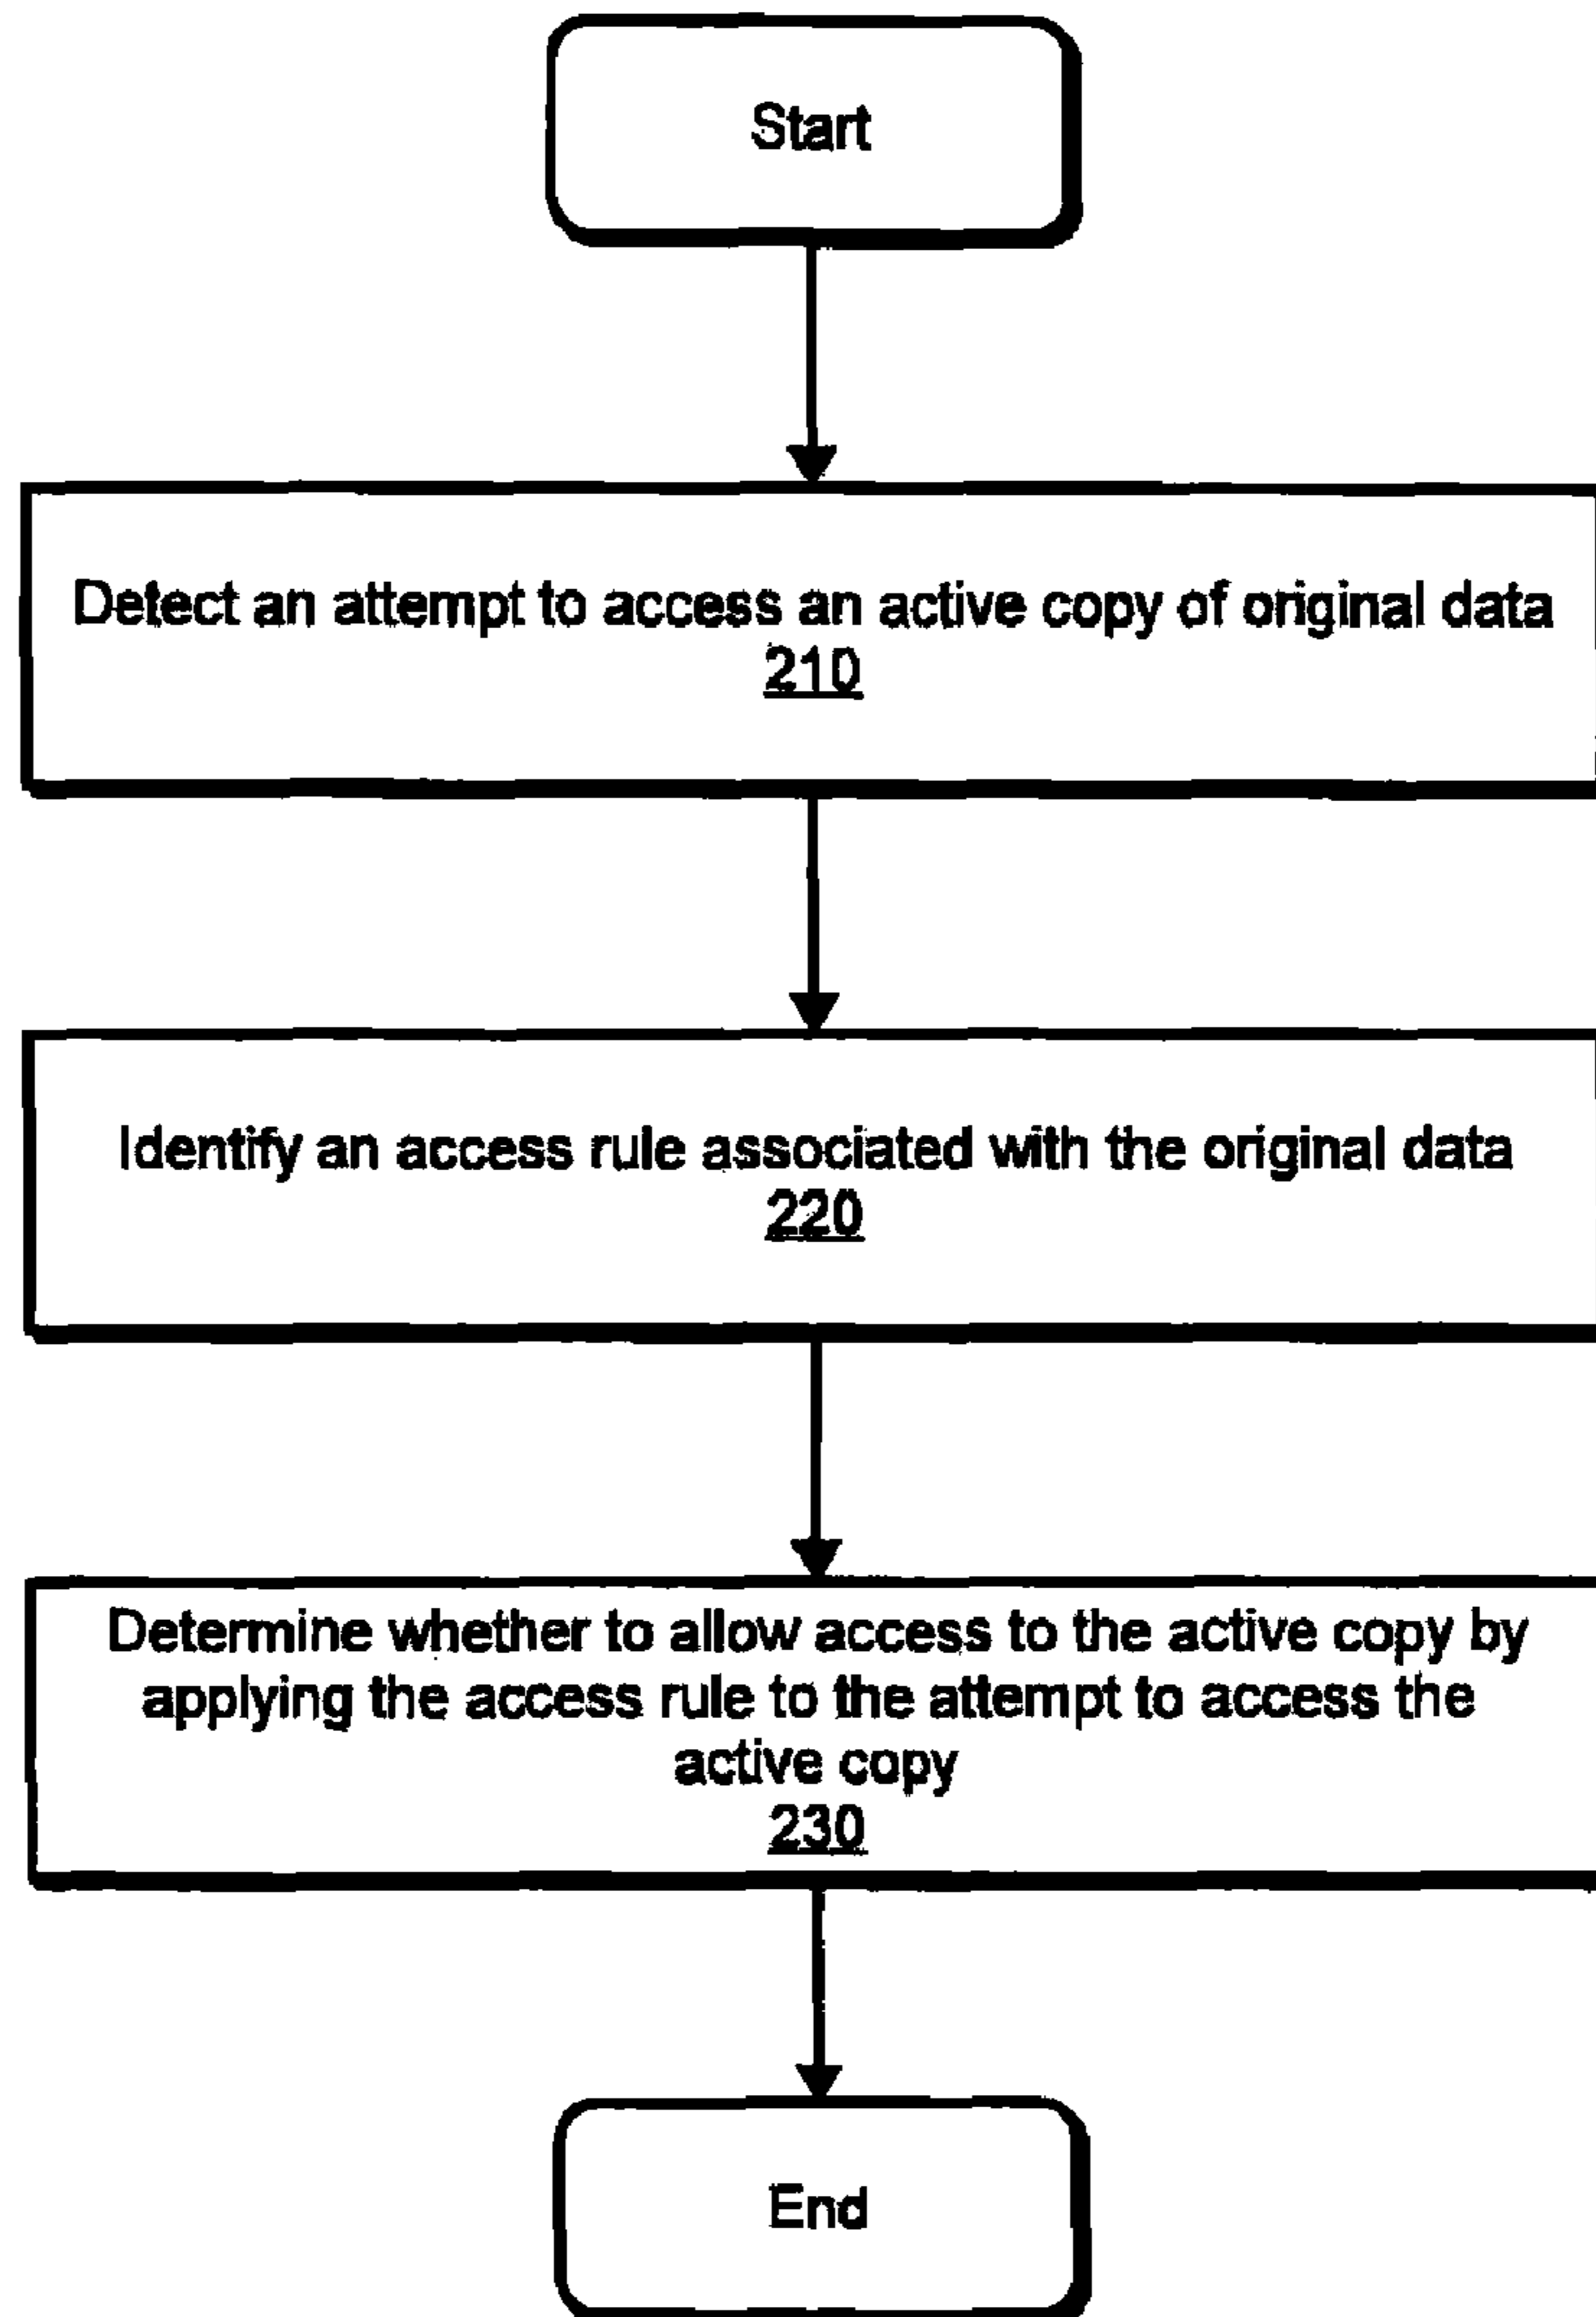 Start
Detect an attempt to access an active copy of original data
210
Identify an access rule associated with the original data
220
Determine whether to allow access to the active copy by
applying the access rule to the attempt to access the
active copy
230
End